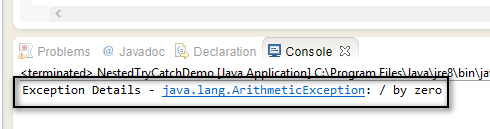 Problems @ Javadoc Declaration Console
<terminated> NestedTryCatchDemo [Java Application] C:\Program Files\Java\jre8\bin\jav
Exception Details - java.lang.ArithmeticException: / by zero